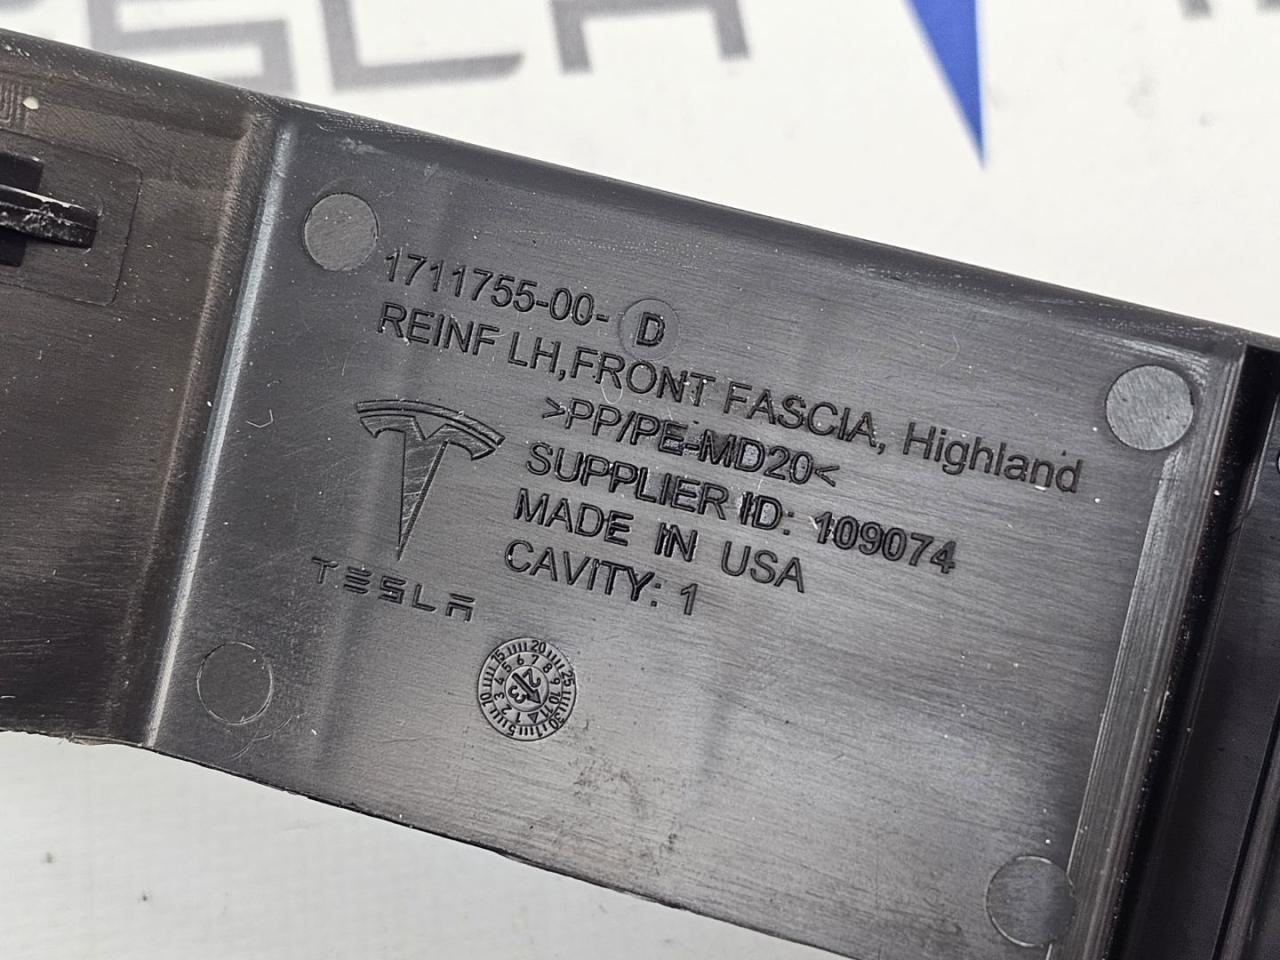 1711755-00-D
REINF LH,FRONT FASCIA, Highland
>PP/PE-MD20<
SUPPLIER ID: 109074
MADE IN USA
CAVITY: 1
TESLA